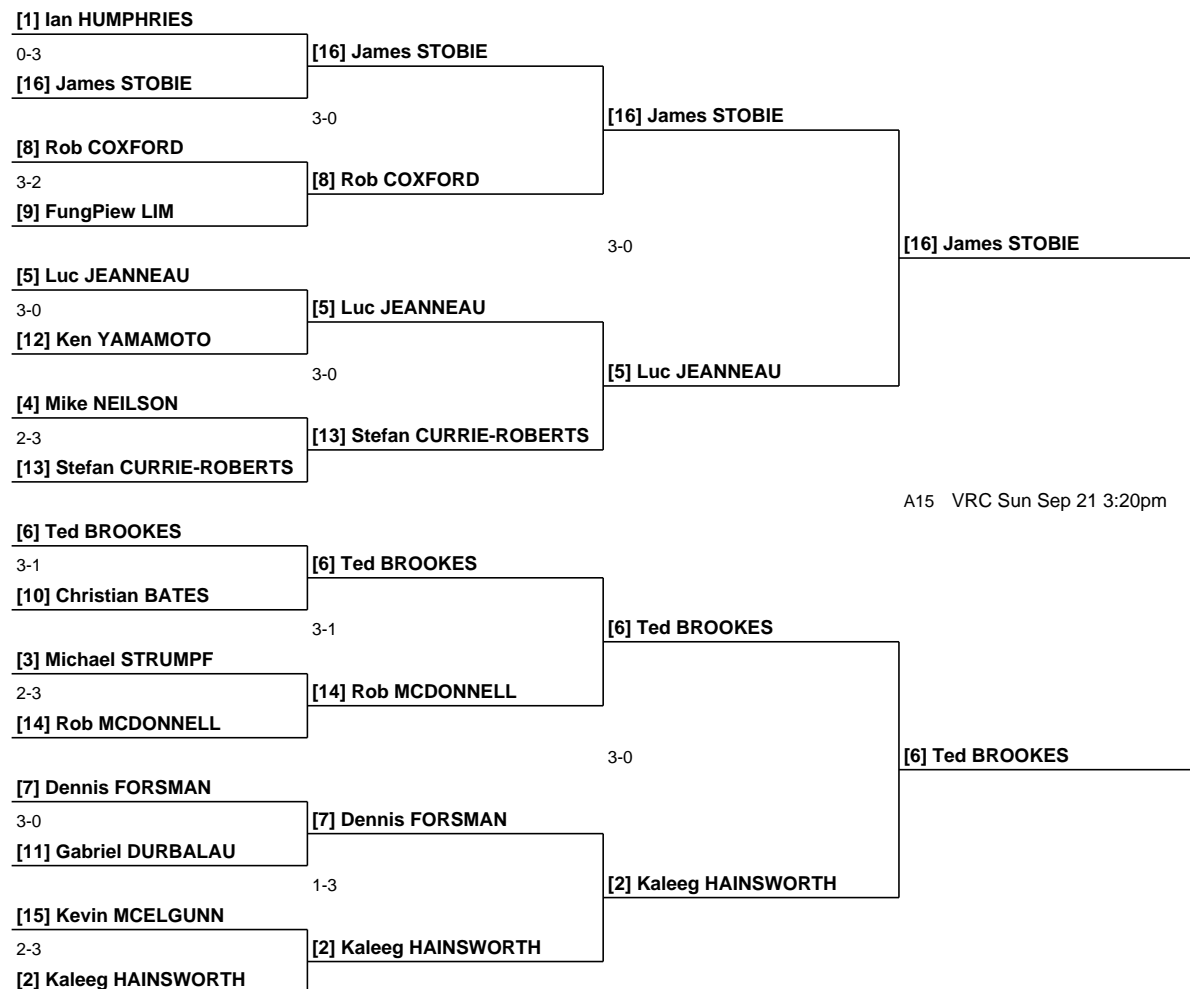 [1] Ian HUMPHRIES
0-3
[16] James STOBIE
[16] James STOBIE
3-0
[16] James STOBIE
[8] Rob COXFORD
3-2
[8] Rob COXFORD
[9] FungPiew LIM
3-0
[16] James STOBIE
[5] Luc JEANNEAU
3-0
[5] Luc JEANNEAU
[12] Ken YAMAMOTO
3-0
[5] Luc JEANNEAU
[4] Mike NEILSON
2-3
[13] Stefan CURRIE-ROBERTS
[13] Stefan CURRIE-ROBERTS
A15 VRC Sun Sep 21 3:20pm
[6] Ted BROOKES
3-1
[6] Ted BROOKES
[10] Christian BATES
3-1
[6] Ted BROOKES
[3] Michael STRUMPF
2-3
[14] Rob MCDONNELL
[14] Rob MCDONNELL
3-0
[6] Ted BROOKES
[7] Dennis FORSMAN
3-0
[7] Dennis FORSMAN
[11] Gabriel DURBALAU
1-3
[2] Kaleeg HAINSWORTH
[15] Kevin MCELGUNN
2-3
[2] Kaleeg HAINSWORTH
[2] Kaleeg HAINSWORTH